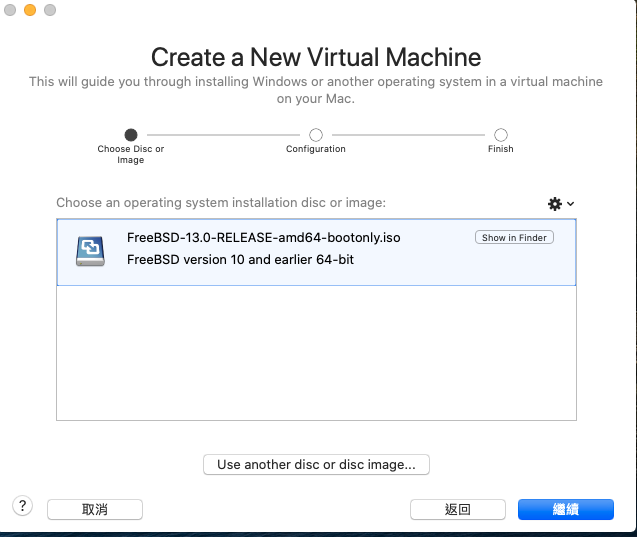 Create a New Virtual Machine
This will guide you through installing Windows or another operating system in a virtual machine
on your Mac.
Choose Disc or
Image
Configuration
Finish
Choose an operating system installation disc or image:
FreeBSD-13.0-RELEASE-amd64-bootonly.iso
Show in Finder
FreeBSD version 10 and earlier 64-bit
Use another disc or disc image...
?
取消
返回
繼續